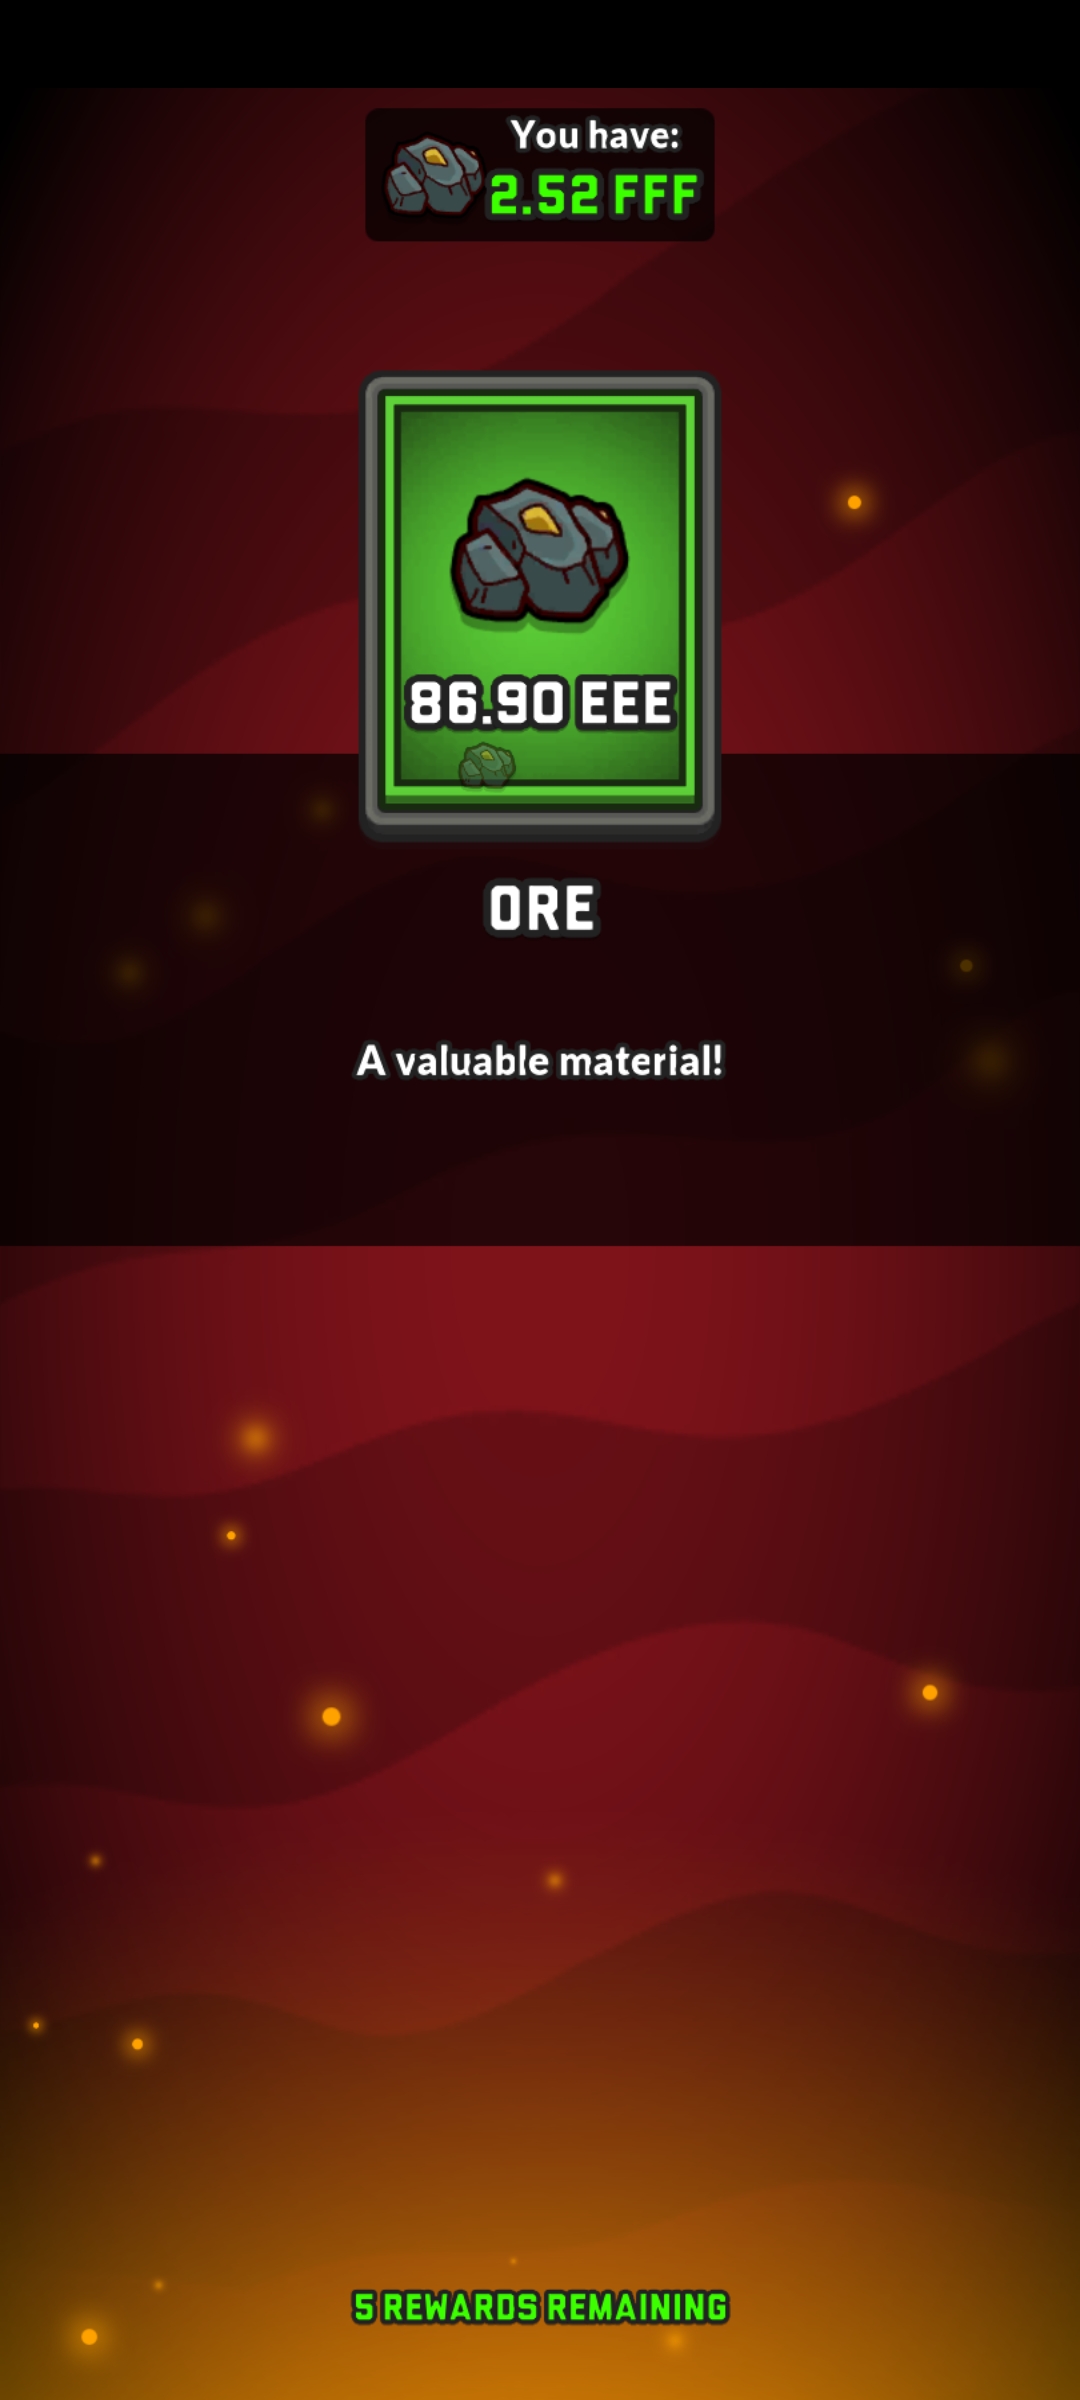 You have:
2.52 FFF
86.90 EEE
ORE
A valuable material!
5 REWARDS REMAINING